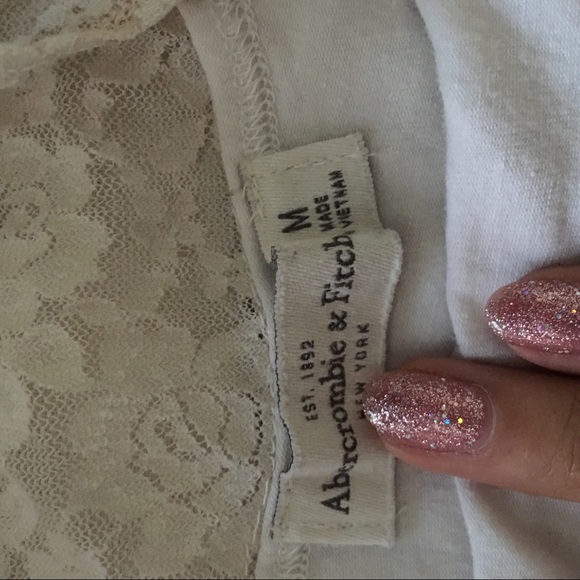 M
MADE
VIETNAM
EST. 1892
Abercrombie & Fitch
NEW YORK